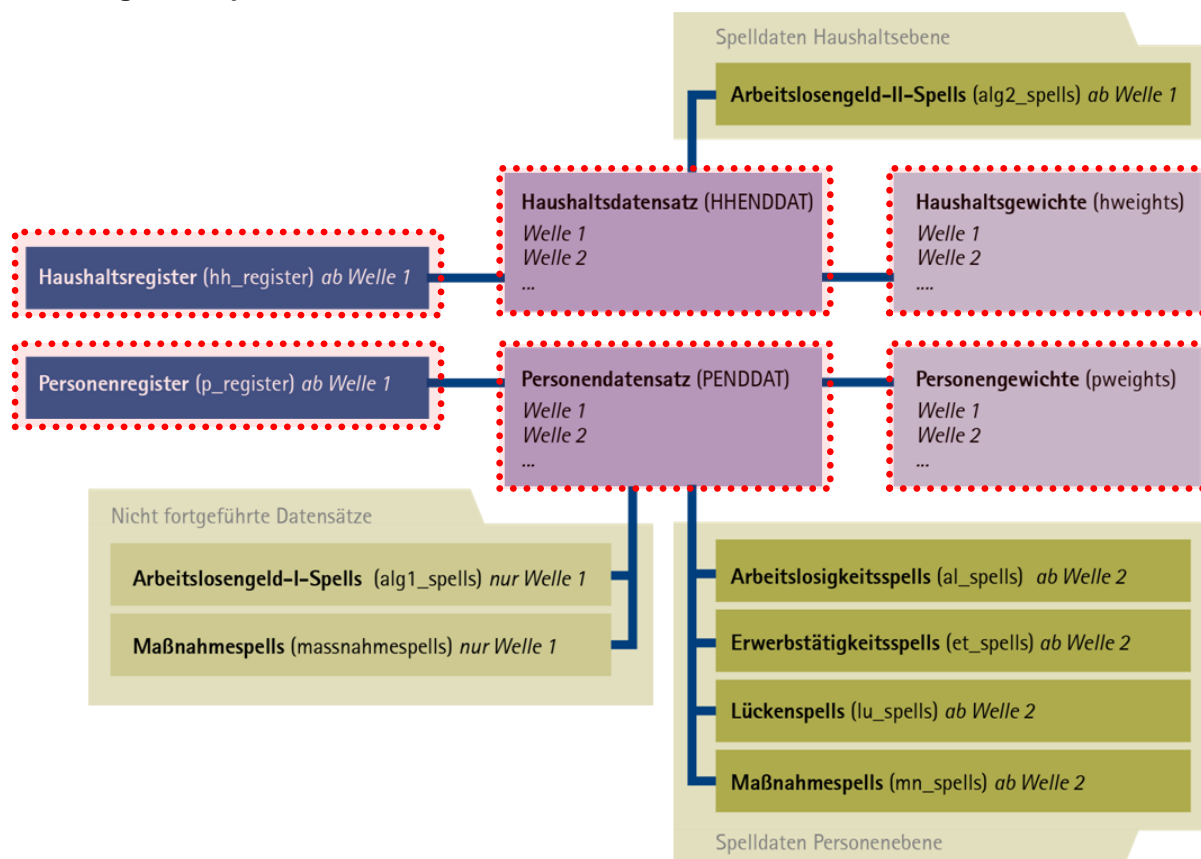 Spelldaten Haushaltsebene
Arbeitslosengeld-II-Spells (alg2_spells) ab Welle 1
Haushaltsregister (hh_register) ab Welle 1
Haushaltsdatensatz (HHENDDAT)
Welle 1
Welle 2
...
Haushaltsgewichte (hweights)
Welle 1
Welle 2
....
Personenregister (p_register) ab Welle 1
Personendatensatz (PENDDAT)
Welle 1
Welle 2
...
Personengewichte (pweights)
Welle 1
Welle 2
...
Nicht fortgeführte Datensätze
Arbeitslosengeld-I-Spells (alg1_spells) nur Welle 1
Maßnahmespells (massnahmespells) nur Welle 1
Arbeitslosigkeitsspells (al_spells) ab Welle 2
Erwerbstätigkeitsspells (et_spells) ab Welle 2
Lückenspells (lu_spells) ab Welle 2
Maßnahmespells (mn_spells) ab Welle 2
Spelldaten Personenebene